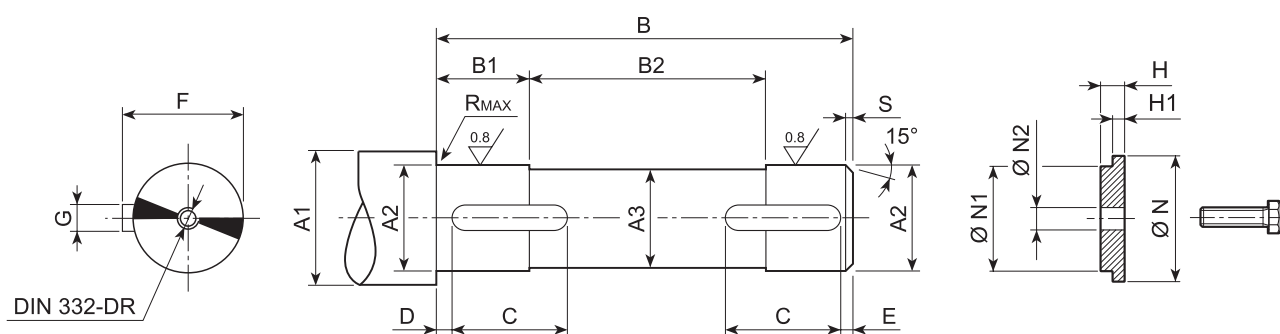 B
B1
B2
F
RMAX
S
H
H1
0.8
0.8
15°
G
A1
A2
A3
A2
Ø N2
Ø N1
Ø N
DIN 332-DR
D
C
C
E